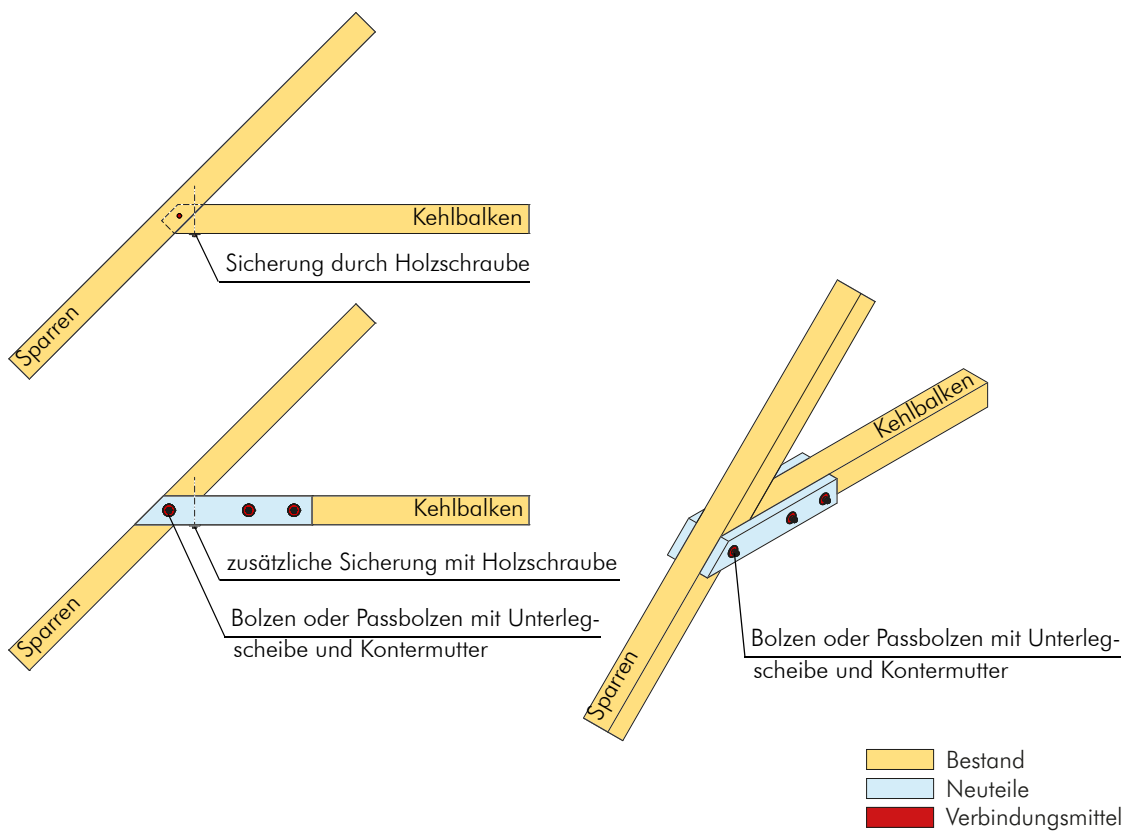 Kehlbalken
Sicherung durch Holzschraube
Sparren
Kehlbalken
zusätzliche Sicherung mit Holzschraube
Bolzen oder Passbolzen mit Unterleg-
scheibe und Kontermutter
Sparren
Kehlbalken
Bolzen oder Passbolzen mit Unterleg-
scheibe und Kontermutter
Sparren
Bestand
Neuteile
Verbindungsmittel